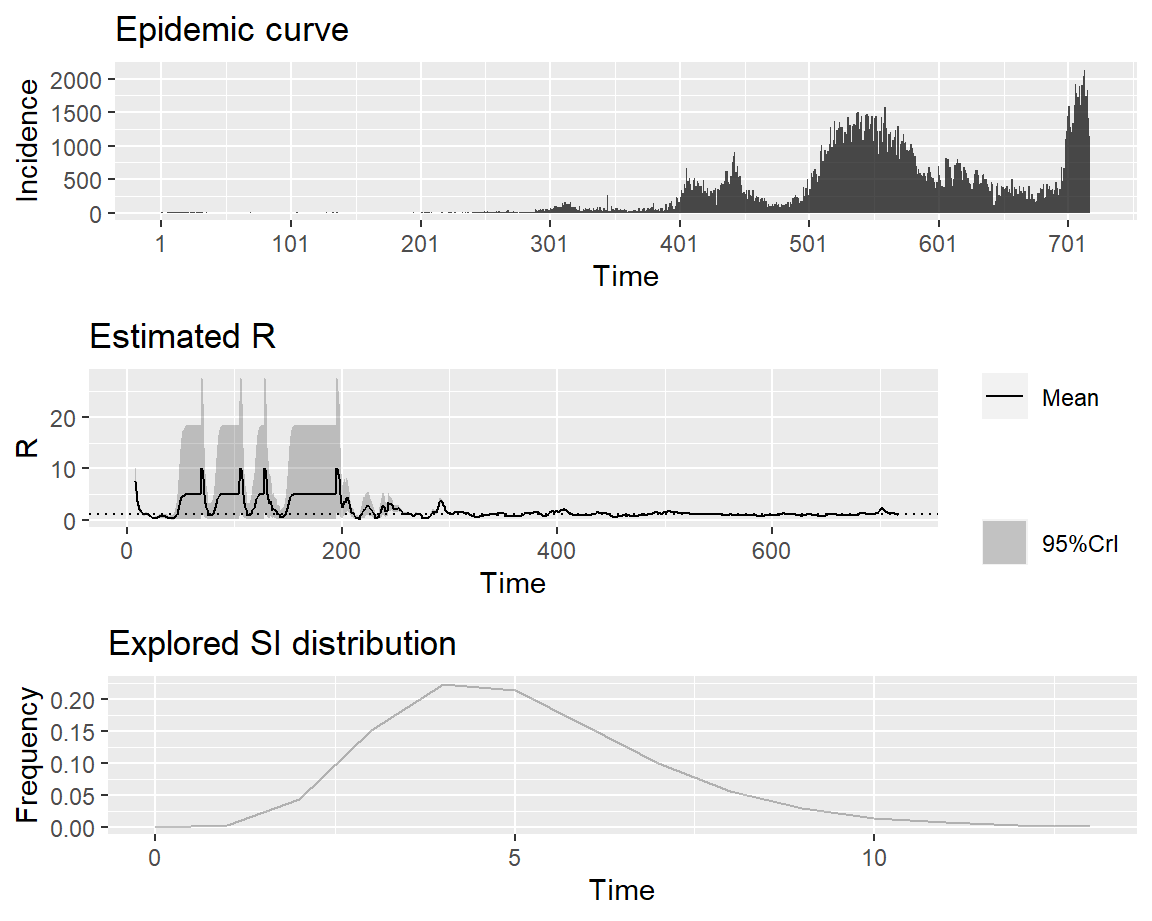 Epidemic curve
Incidence
2000
1500
1000
500
0
1 101 201 301 401 501 601 701
Time
Estimated R
R
20
10
0
0 200 400 600
Time
Mean
95%CrI
Explored SI distribution
Frequency
0.20
0.15
0.10
0.05
0.00
0 5 10
Time